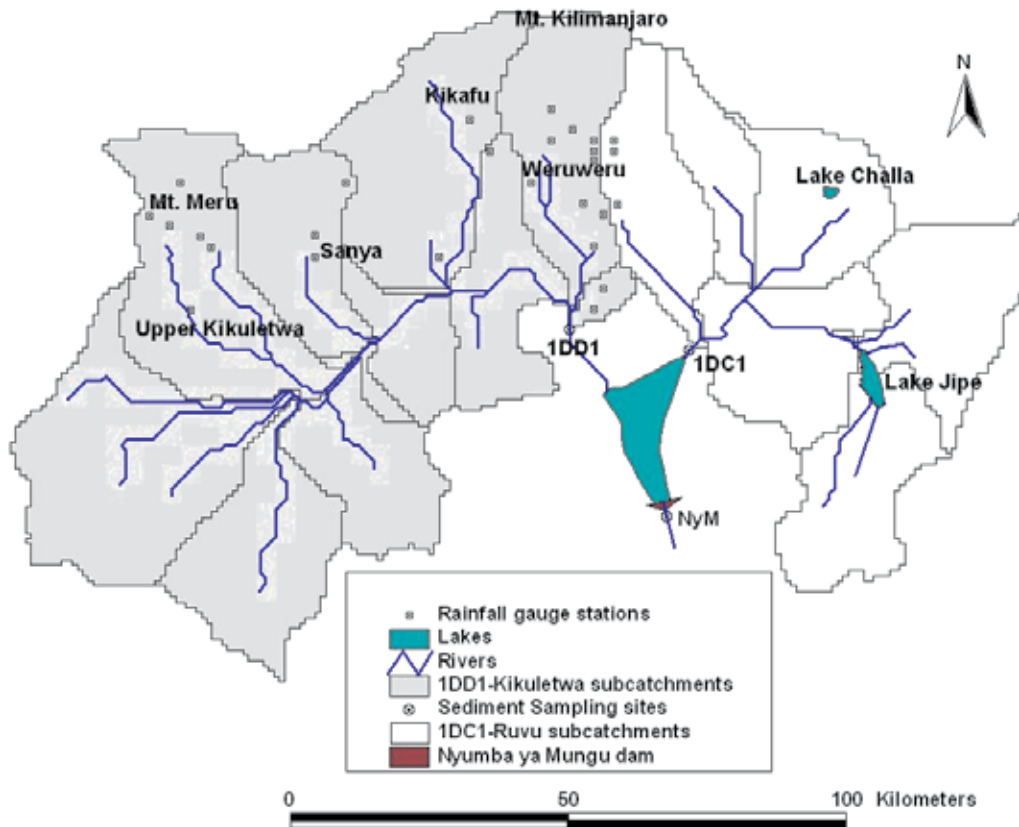 Mt. Kilimanjaro
N
Kikafu
Weruweru
Lake Challa
Mt. Meru
Sanya
Upper Kikuletwa
1DD1
1DC1
Lake Jipe
NyM
Rainfall gauge stations
Lakes
Rivers
1DD1-Kikuletwa subcatchments
Sediment Sampling sites
1DC1-Ruvu subcatchments
Nyumba ya Mungu dam
0 50 100 Kilometers